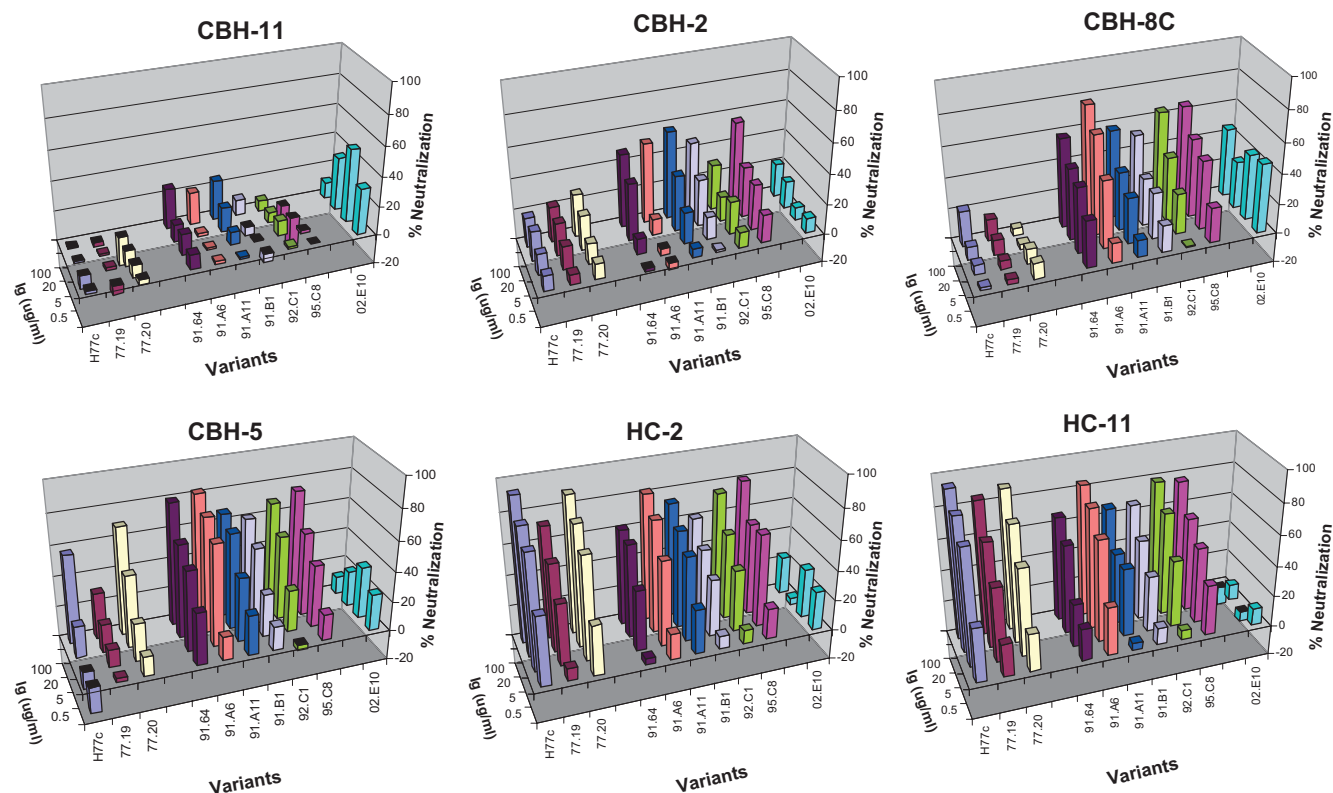 CBH-11
CBH-2
CBH-8C
100
80
60
40
20
0
-20
% Neutralization
100
20
5
0.5
Ig (ug/ml)
H77c
77.19
77.20
91.64
91.A6
91.A11
91.B1
92.C1
95.C8
02.E10
Variants
100
80
60
40
20
0
-20
% Neutralization
100
20
5
0.5
Ig (ug/ml)
H77c
77.19
77.20
91.64
91.A6
91.A11
91.B1
92.C1
95.C8
02.E10
Variants
100
80
60
40
20
0
-20
% Neutralization
100
20
5
0.5
Ig (ug/ml)
H77c
77.19
77.20
91.64
91.A6
91.A11
91.B1
92.C1
95.C8
02.E10
Variants
CBH-5
HC-2
HC-11
100
80
60
40
20
0
-20
% Neutralization
100
20
5
0.5
Ig (ug/ml)
H77c
77.19
77.20
91.64
91.A6
91.A11
91.B1
92.C1
95.C8
02.E10
Variants
100
80
60
40
20
0
-20
% Neutralization
100
20
5
0.5
Ig (ug/ml)
H77c
77.19
77.20
91.64
91.A6
91.A11
91.B1
92.C1
95.C8
02.E10
Variants
100
80
60
40
20
0
-20
% Neutralization
100
20
5
0.5
Ig (ug/ml)
H77c
77.19
77.20
91.64
91.A6
91.A11
91.B1
92.C1
95.C8
02.E10
Variants